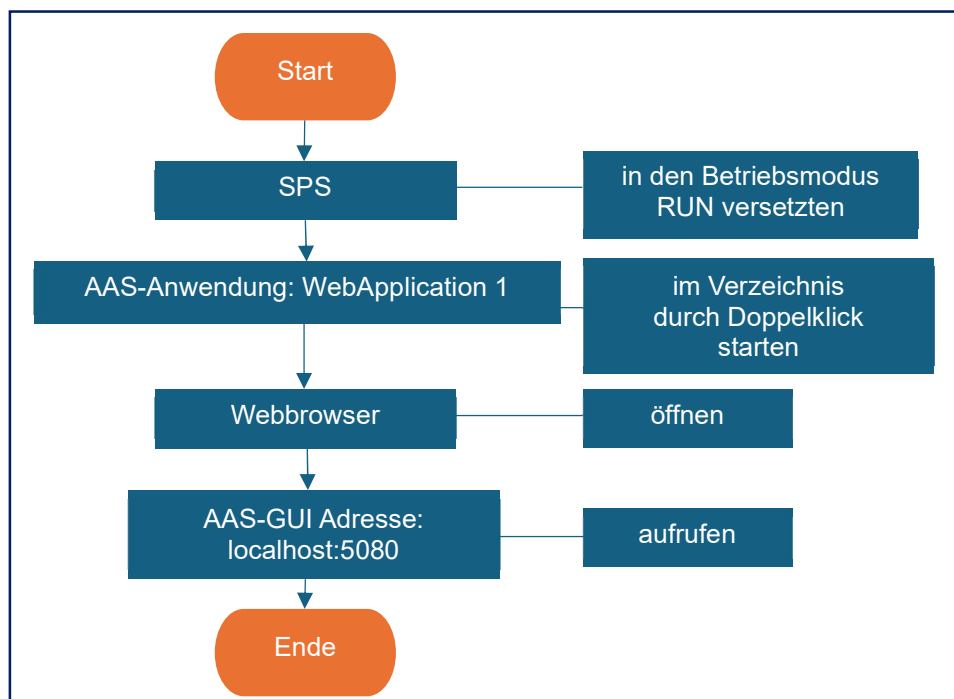 Start
SPS
in den Betriebsmodus
RUN versetzten
AAS-Anwendung: WebApplication 1
im Verzeichnis
durch Doppelklick
starten
Webbrowser
öffnen
AAS-GUI Adresse:
localhost:5080
aufrufen
Ende